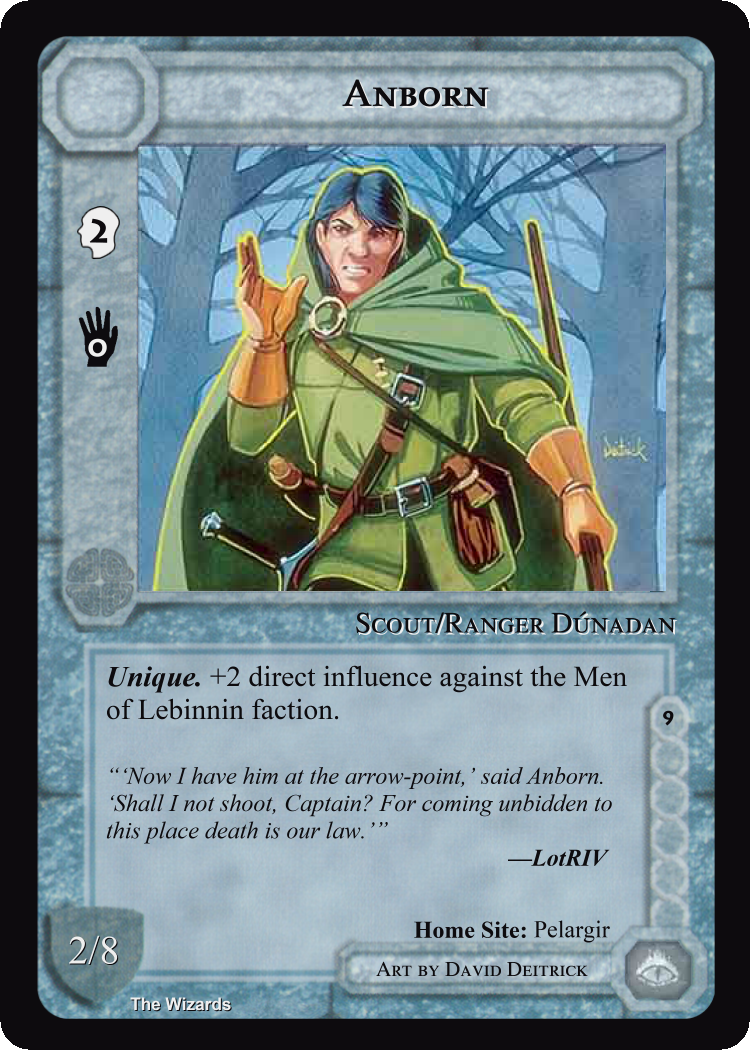 Anborn
2
0
Deitrick
Scout/Ranger Dúnadan
Unique. +2 direct influence against the Men
of Lebinnin faction.
9
“‘Now I have him at the arrow-point,’ said Anborn.
‘Shall I not shoot, Captain? For coming unbidden to
this place death is our law.’”
—LotRIV
Home Site: Pelargir
2/8
Art by David Deitrick
The Wizards